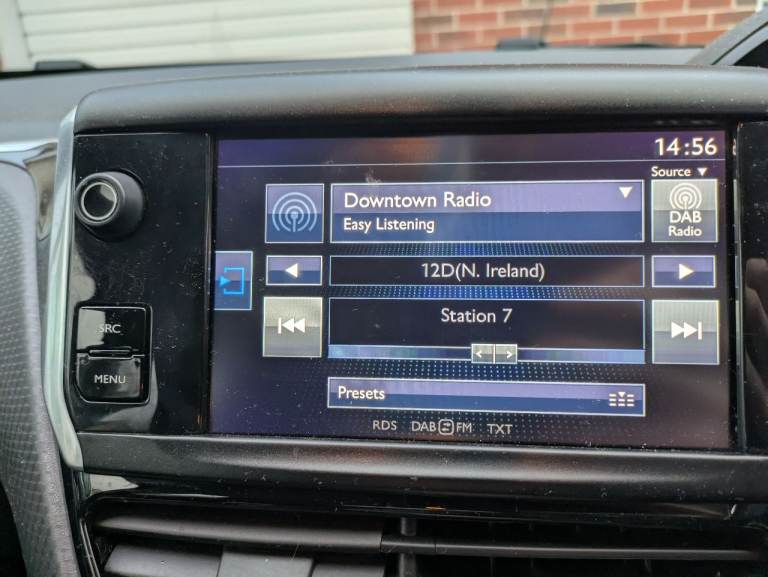 14:56
Source
Downtown Radio
Easy Listening
DAB
Radio
12D(N. Ireland)
Station 7
SRC
MENU
Presets
RDS DAB FM TXT